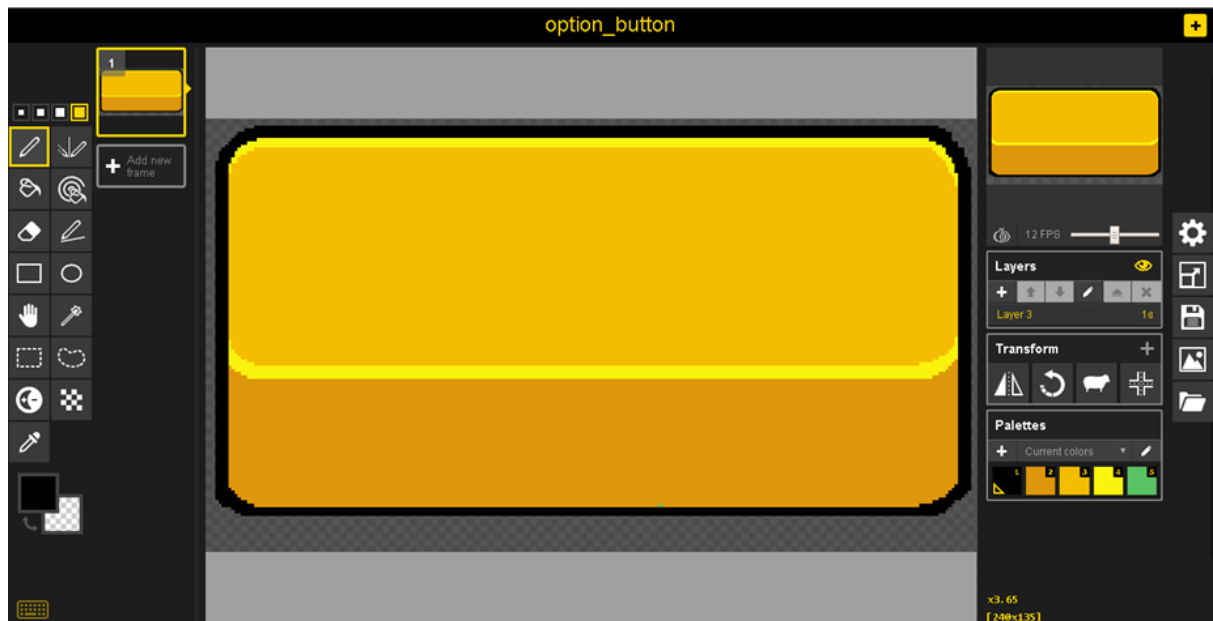 option_button
1
Add new
frame
12 FPS
Layers
Layer 3
1α
Transform
Palettes
Current colors
1 2 3 4 5
x3.65
[240x135]